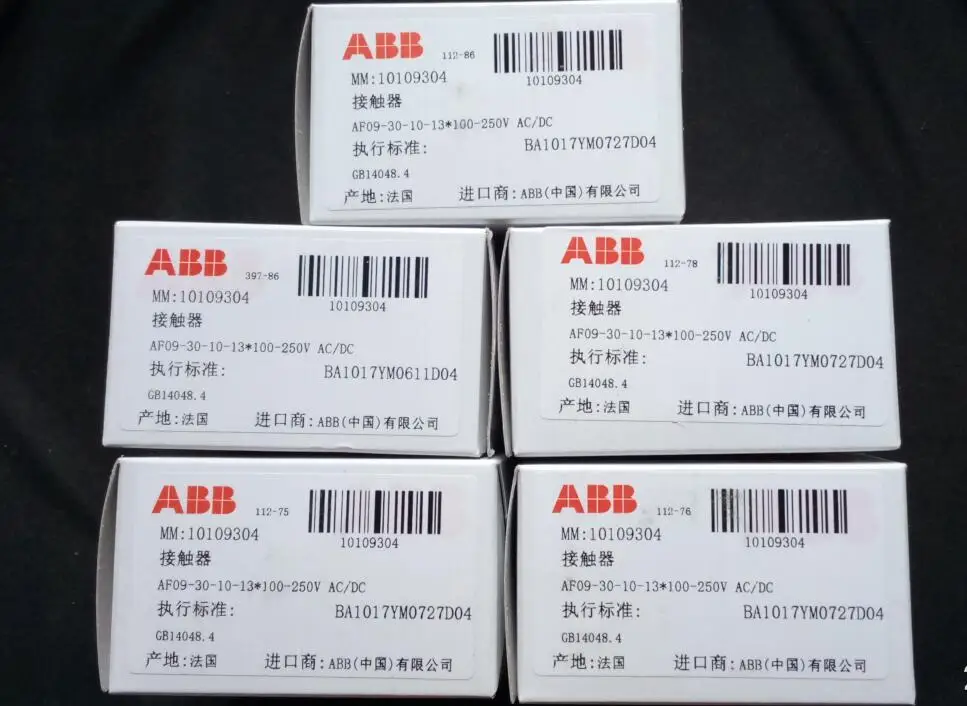 ABB 112-86
MM:10109304 10109304
接触器
AF09-30-10-13*100-250V AC/DC
执行标准: BA1017YM0727D04
GB14048.4
产地:法国 进口商:ABB(中国)有限公司
ABB 397-86
MM:10109304 10109304
接触器
AF09-30-10-13*100-250V AC/DC
执行标准: BA1017YM0611D04
GB14048.4
产地:法国 进口商:ABB(中国)有限公司
ABB 112-78
MM:10109304 10109304
接触器
AF09-30-10-13*100-250V AC/DC
执行标准: BA1017YM0727D04
GB14048.4
产地:法国 进口商:ABB(中国)有限公司
ABB 112-75
MM:10109304 10109304
接触器
AF09-30-10-13*100-250V AC/DC
执行标准: BA1017YM0727D04
GB14048.4
产地:法国 进口商:ABB(中国)有限公司
ABB 112-76
MM:10109304 10109304
接触器
AF09-30-10-13*100-250V AC/DC
执行标准: BA1017YM0727D04
GB14048.4
产地:法国 进口商:ABB(中国)有限公司